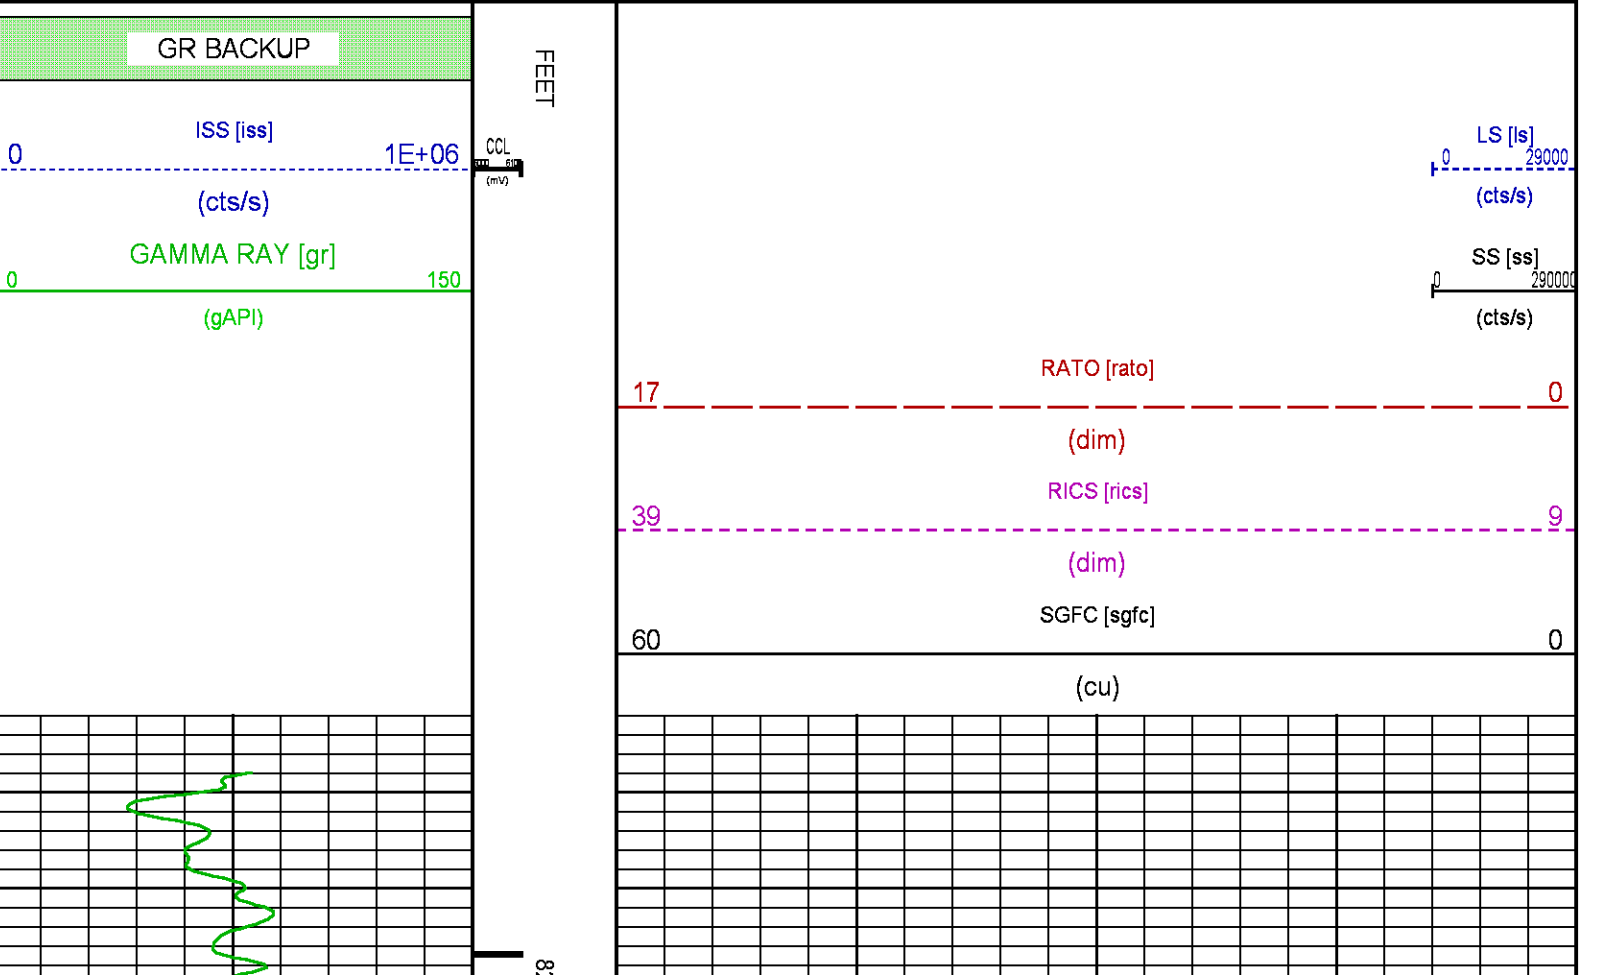 GR BACKUP
ISS [iss]
0 1E+06
(cts/s)
GAMMA RAY [gr]
0 150
(gAPI)
FEET
CCL
(mV)
LS [ls]
0 29000
(cts/s)
SS [ss]
0 290000
(cts/s)
RATO [rato]
17 0
(dim)
RICS [rics]
39 9
(dim)
SGFC [sgfc]
60 0
(cu)